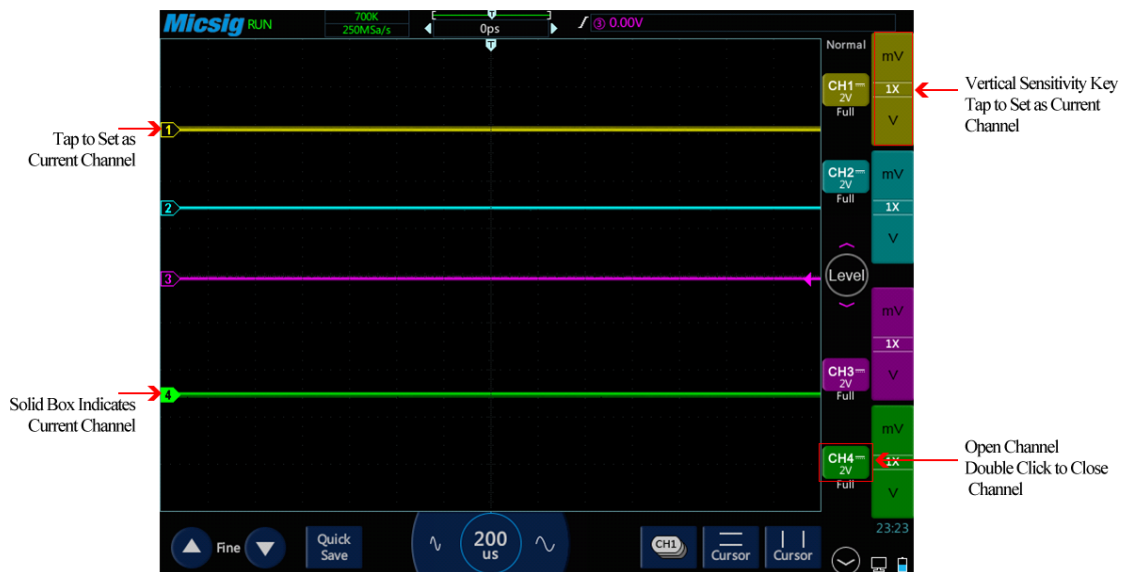 Micsig RUN
700K
250MSa/s
T
0ps
3 0.00V
T
Normal
mV
CH1
2V
Full
1X
V
Vertical Sensitivity Key
Tap to Set as Current
Channel
1
Tap to Set as
Current Channel
CH2
2V
Full
mV
1X
V
2
3
Level
mV
1X
V
CH3
2V
Full
4
Solid Box Indicates
Current Channel
mV
CH4
2V
Full
1X
V
Open Channel
Double Click to Close
Channel
23:23
Fine
Quick
Save
200
us
CH1
Cursor
Cursor